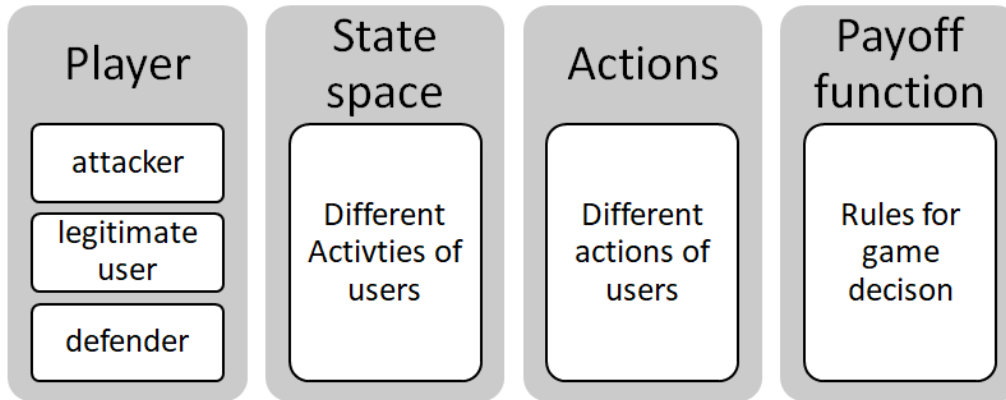 Player
attacker
legitimate
user
defender
State
space
Different
Activties of
users
Actions
Different
actions of
users
Payoff
function
Rules for
game
decison